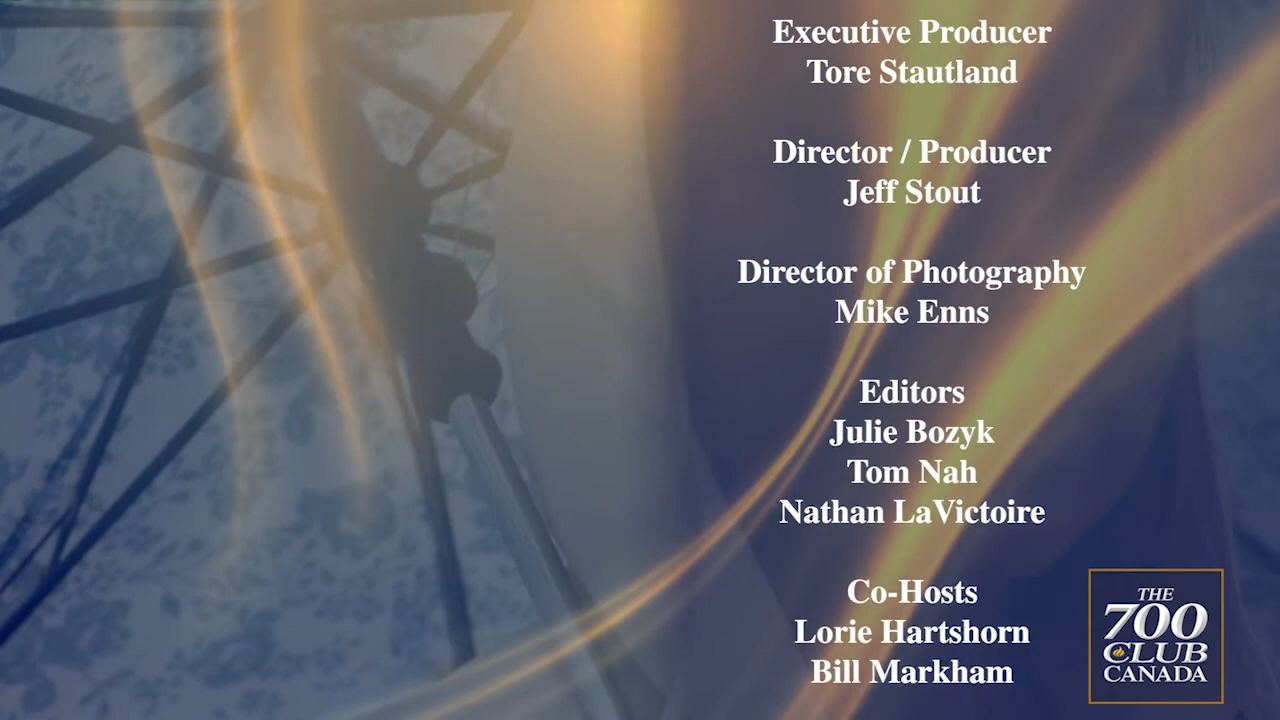 Executive Producer
Tore Stautland
Director / Producer
Jeff Stout
Director of Photography
Mike Enns
Editors
Julie Bozyk
Tom Nah
Nathan LaVictoire
Co-Hosts
Lorie Hartshorn
Bill Markham
THE
700
CLUB
CANADA